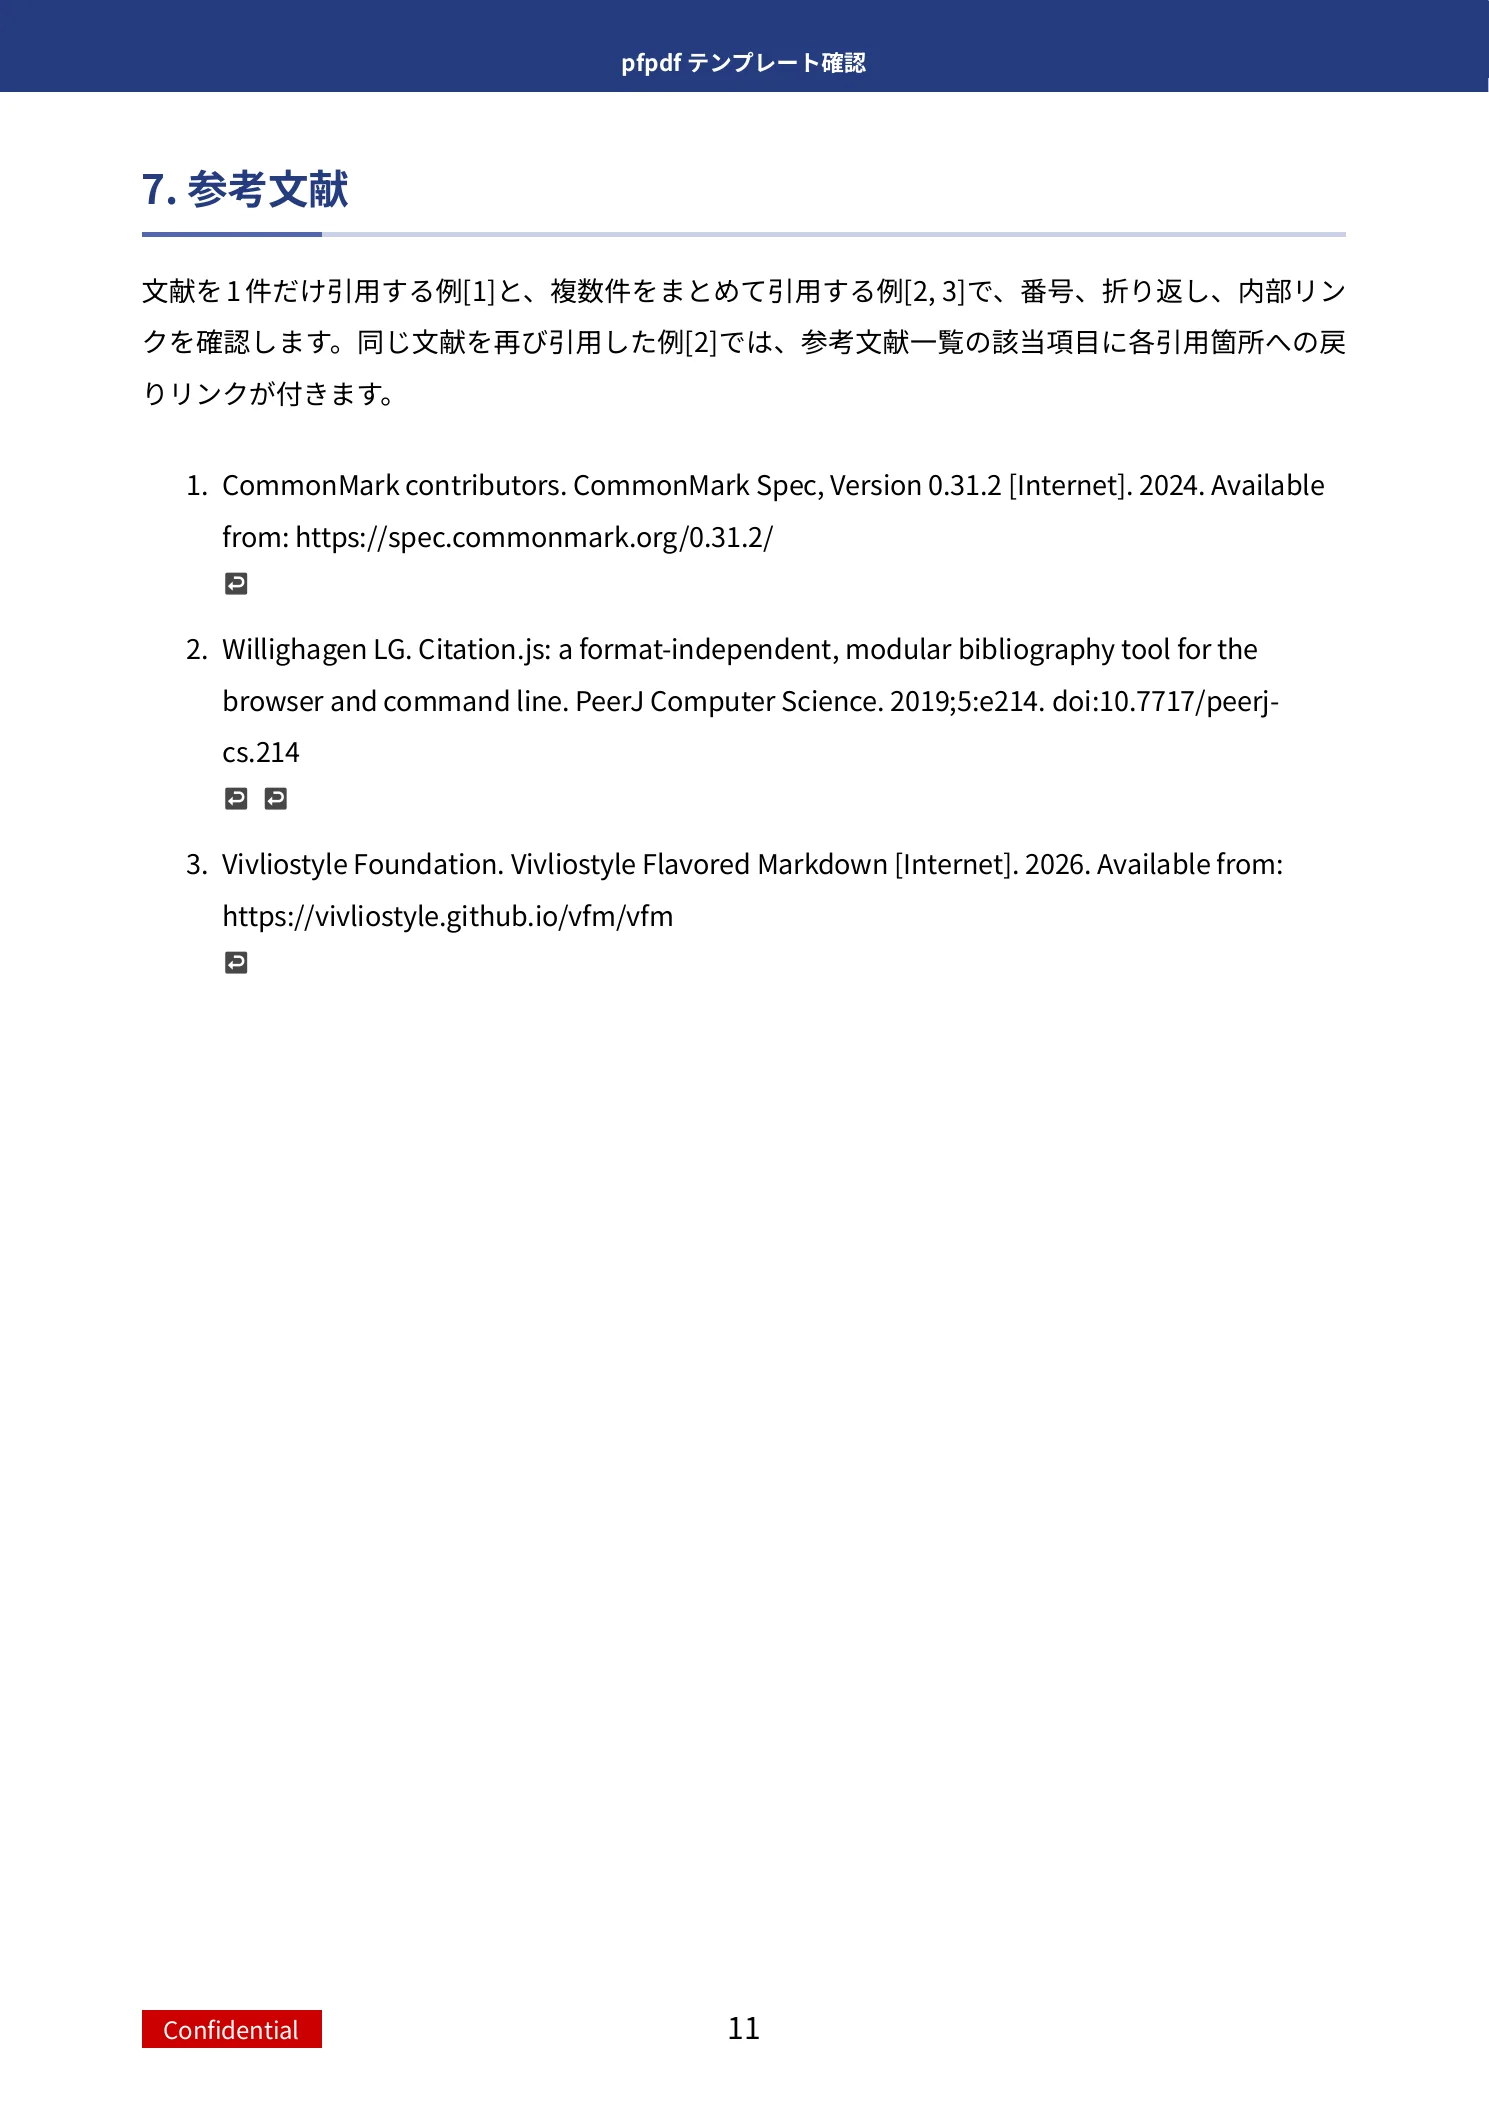 pfpdf テンプレート確認
7. 参考文献
文献を1件だけ引用する例[1]と、複数件をまとめて引用する例[2, 3]で、番号、折り返し、内部リン
クを確認します。同じ文献を再び引用した例[2]では、参考文献一覧の該当項目に各引用箇所への戻
りリンクが付きます。
1. CommonMark contributors. CommonMark Spec, Version 0.31.2 [Internet]. 2024. Available
from: https://spec.commonmark.org/0.31.2/
↩
2. Willighagen LG. Citation.js: a format-independent, modular bibliography tool for the
browser and command line. PeerJ Computer Science. 2019;5:e214. doi:10.7717/peerj-
cs.214
↩ ↩
3. Vivliostyle Foundation. Vivliostyle Flavored Markdown [Internet]. 2026. Available from:
https://vivliostyle.github.io/vfm/vfm
↩
Confidential
11